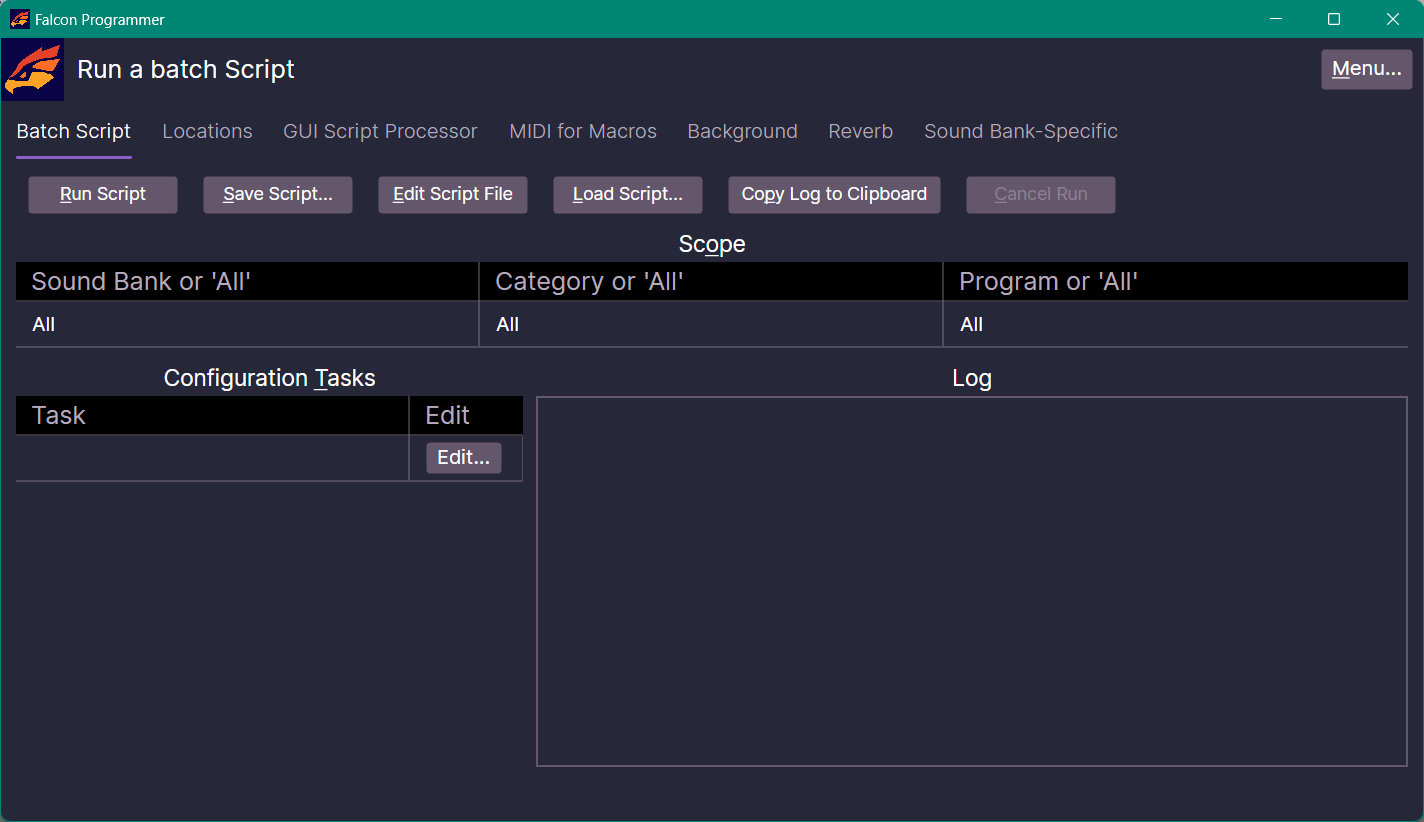 Falcon Programmer
Run a batch Script
Menu...
Batch Script Locations GUI Script Processor MIDI for Macros Background Reverb Sound Bank-Specific
Run Script Save Script... Edit Script File Load Script... Copy Log to Clipboard Cancel Run
Scope
Sound Bank or 'All' Category or 'All' Program or 'All'
All All All
Configuration Tasks Log
Task Edit
Edit...